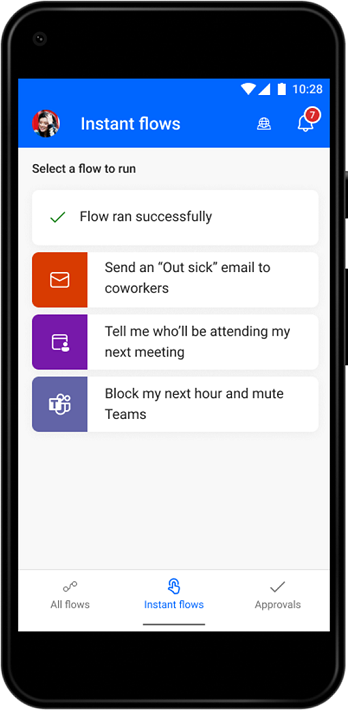 10:28
Instant flows
7
Select a flow to run
Flow ran successfully
Send an “Out sick” email to
coworkers
Tell me who’ll be attending my
next meeting
Block my next hour and mute
Teams
All flows
Instant flows
Approvals